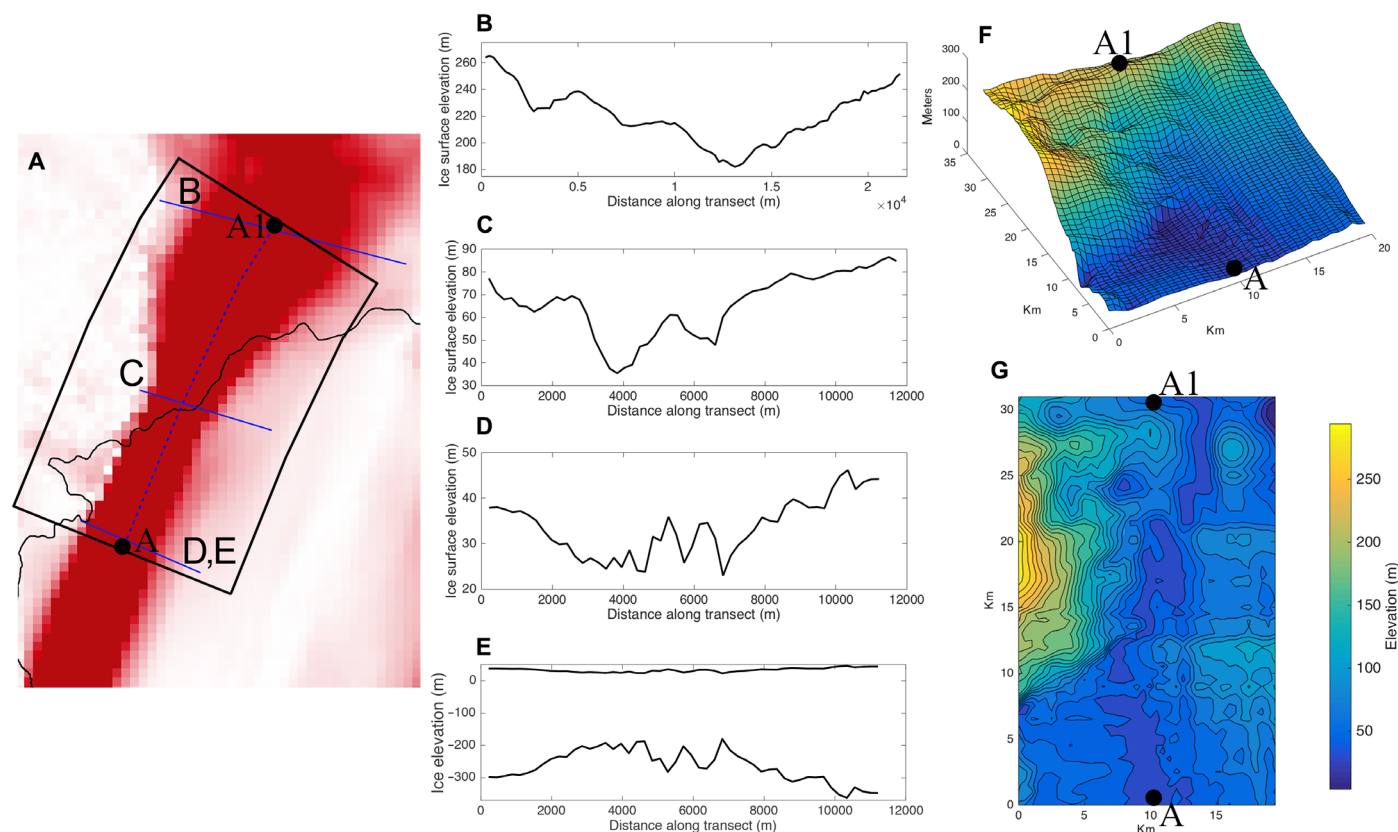 A
B
A1
C
A
D,E
B
Ice surface elevation (m)
260
240
220
200
180
0
0.5
1
1.5
2
×10⁴
Distance along transect (m)
C
Ice surface elevation (m)
90
80
70
60
50
40
30
0
2000
4000
6000
8000
10000
12000
Distance along transect (m)
D
Ice surface elevation (m)
50
40
30
20
0
2000
4000
6000
8000
10000
12000
Distance along transect (m)
E
Ice elevation (m)
0
−100
−200
−300
0
2000
4000
6000
8000
10000
12000
Distance along transect (m)
F
A1
Meters
300
200
100
0
35
30
25
20
15
10
5
0
Km
0
5
10
15
20
Km
A
G
A1
Km
30
25
20
15
10
5
0
0
5
10
15
Km
A
250
200
150
100
50
Elevation (m)